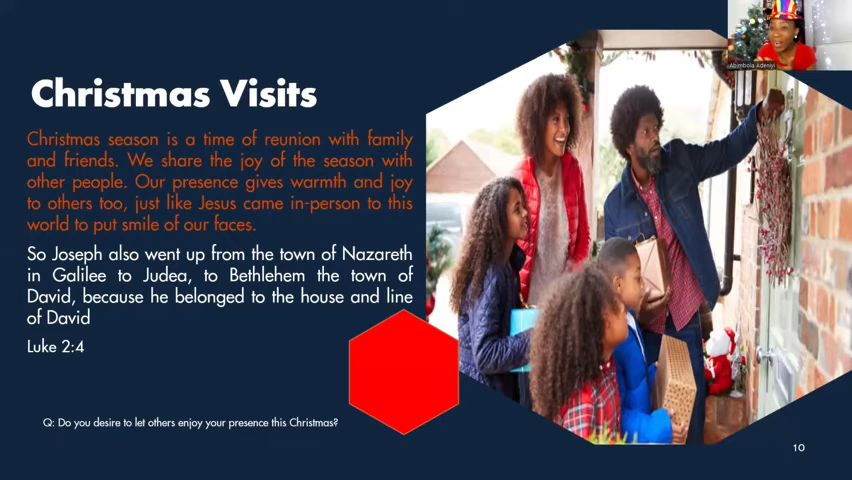 Christmas Visits
Christmas season is a time of reunion with family
and friends. We share the joy of the season with
other people. Our presence gives warmth and joy
to others too, just like Jesus came in-person to this
world to put smile of our faces.
So Joseph also went up from the town of Nazareth
in Galilee to Judea, to Bethlehem the town of
David, because he belonged to the house and line
of David
Luke 2:4
Q: Do you desire to let others enjoy your presence this Christmas?
Abimbola Adeniyi
10